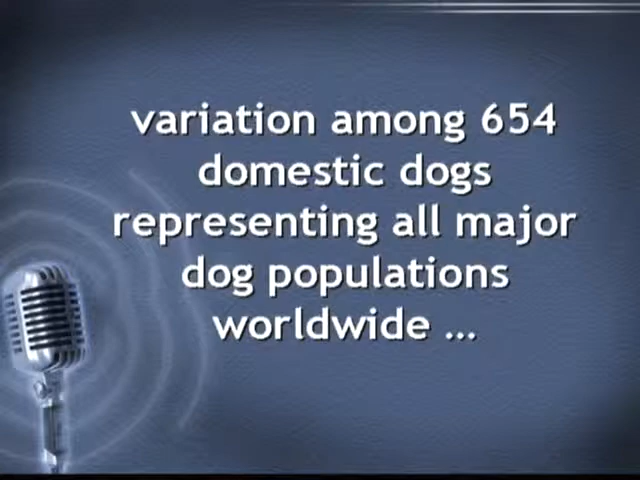 variation among 654
domestic dogs
representing all major
dog populations
worldwide ...